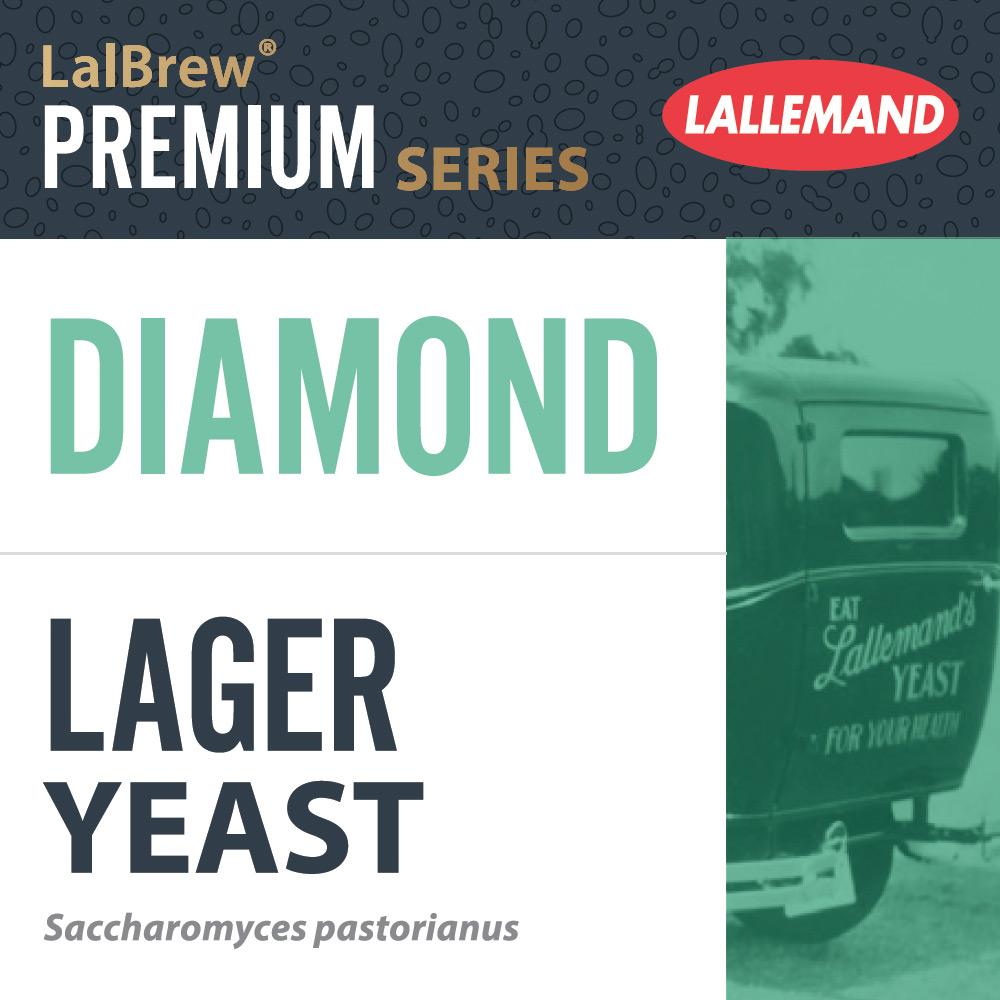 LalBrew®
PREMIUM SERIES
LALLEMAND
DIAMOND
LAGER
YEAST
Saccharomyces pastorianus
EAT
Lallemand's
YEAST
FOR YOUR HEALTH